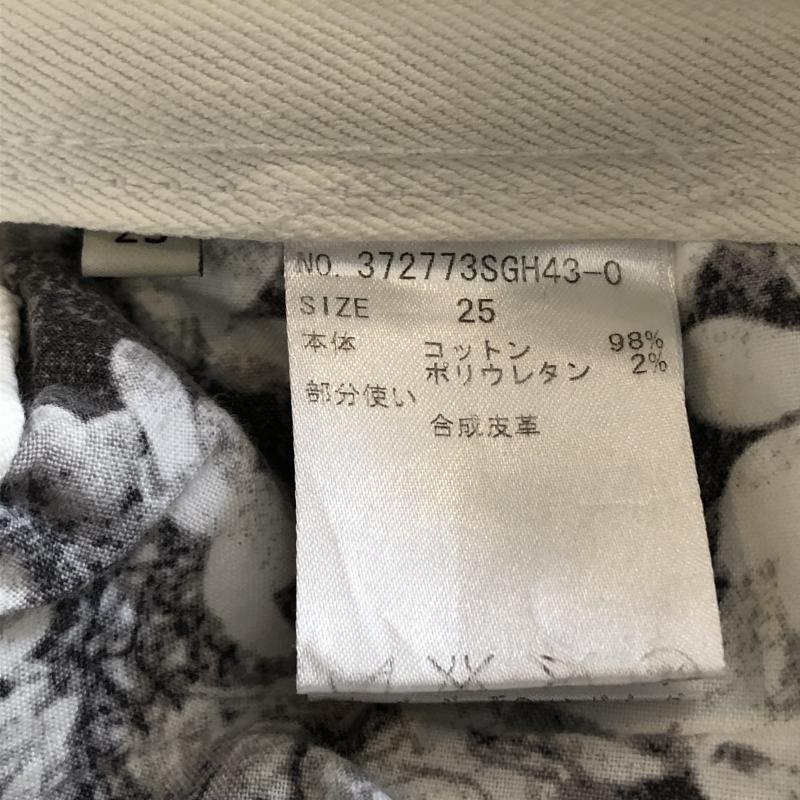 NO. 372773SGH43-0
SIZE 25
本体 コットン 98%
ポリウレタン 2%
部分使い
合成皮革